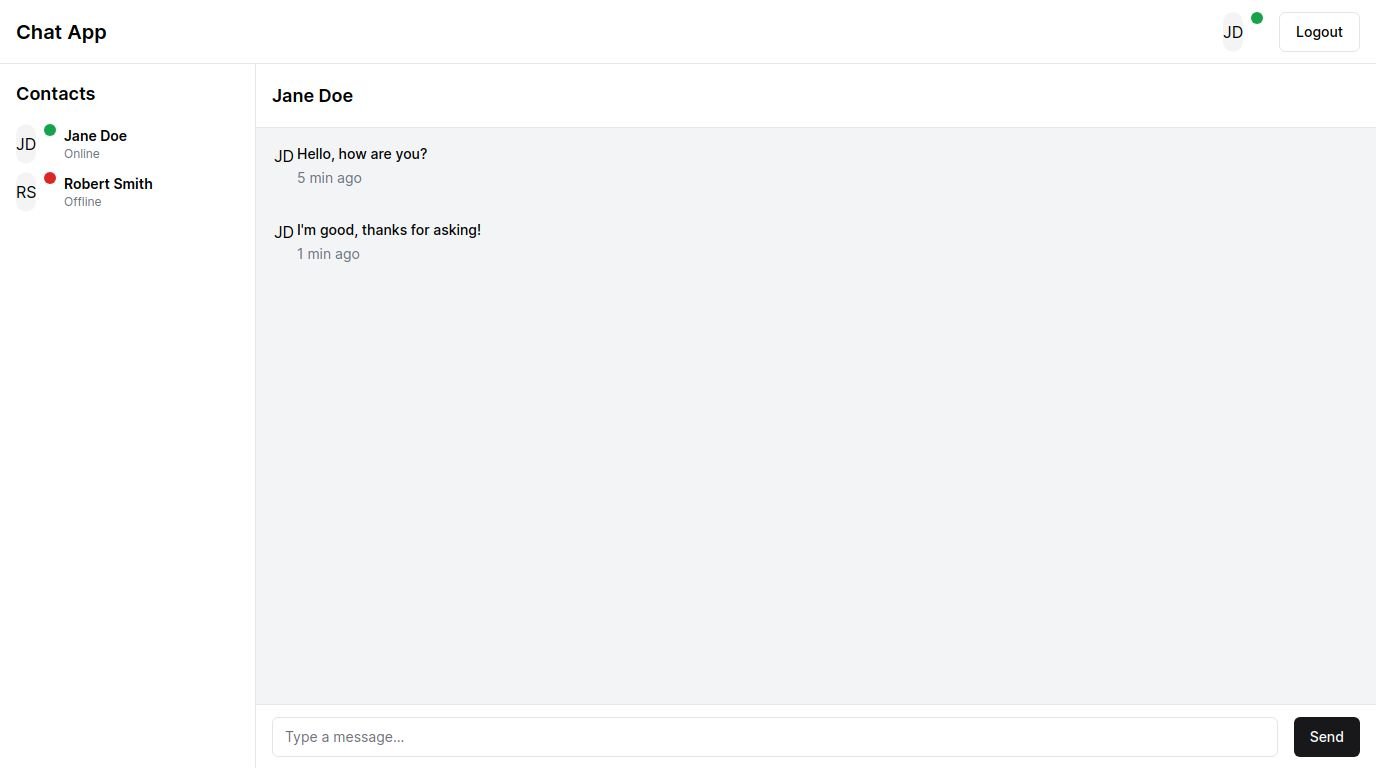 Chat App
JD
Logout
Contacts
JD
Jane Doe
Online
RS
Robert Smith
Offline
Jane Doe
JD Hello, how are you?
5 min ago
JD I'm good, thanks for asking!
1 min ago
Type a message...
Send